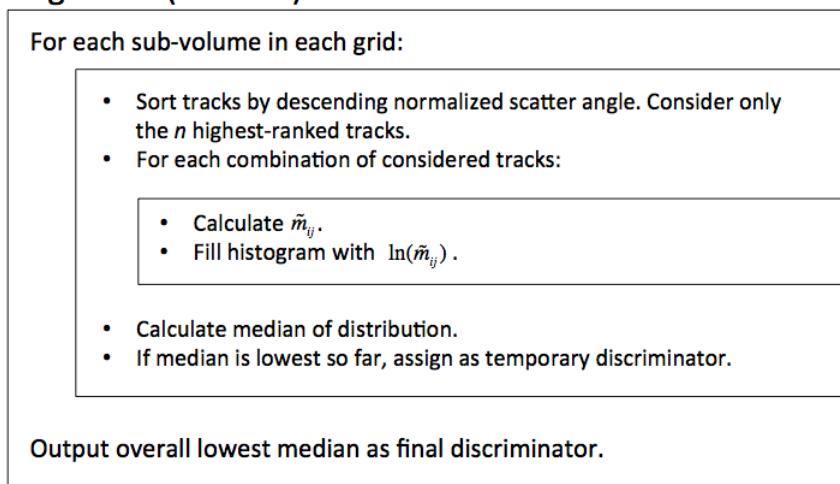 For each sub-volume in each grid:
• Sort tracks by descending normalized scatter angle. Consider only
the n highest-ranked tracks.
• For each combination of considered tracks:
• Calculate m̃ᵢⱼ.
• Fill histogram with ln(m̃ᵢⱼ) .
• Calculate median of distribution.
• If median is lowest so far, assign as temporary discriminator.
Output overall lowest median as final discriminator.